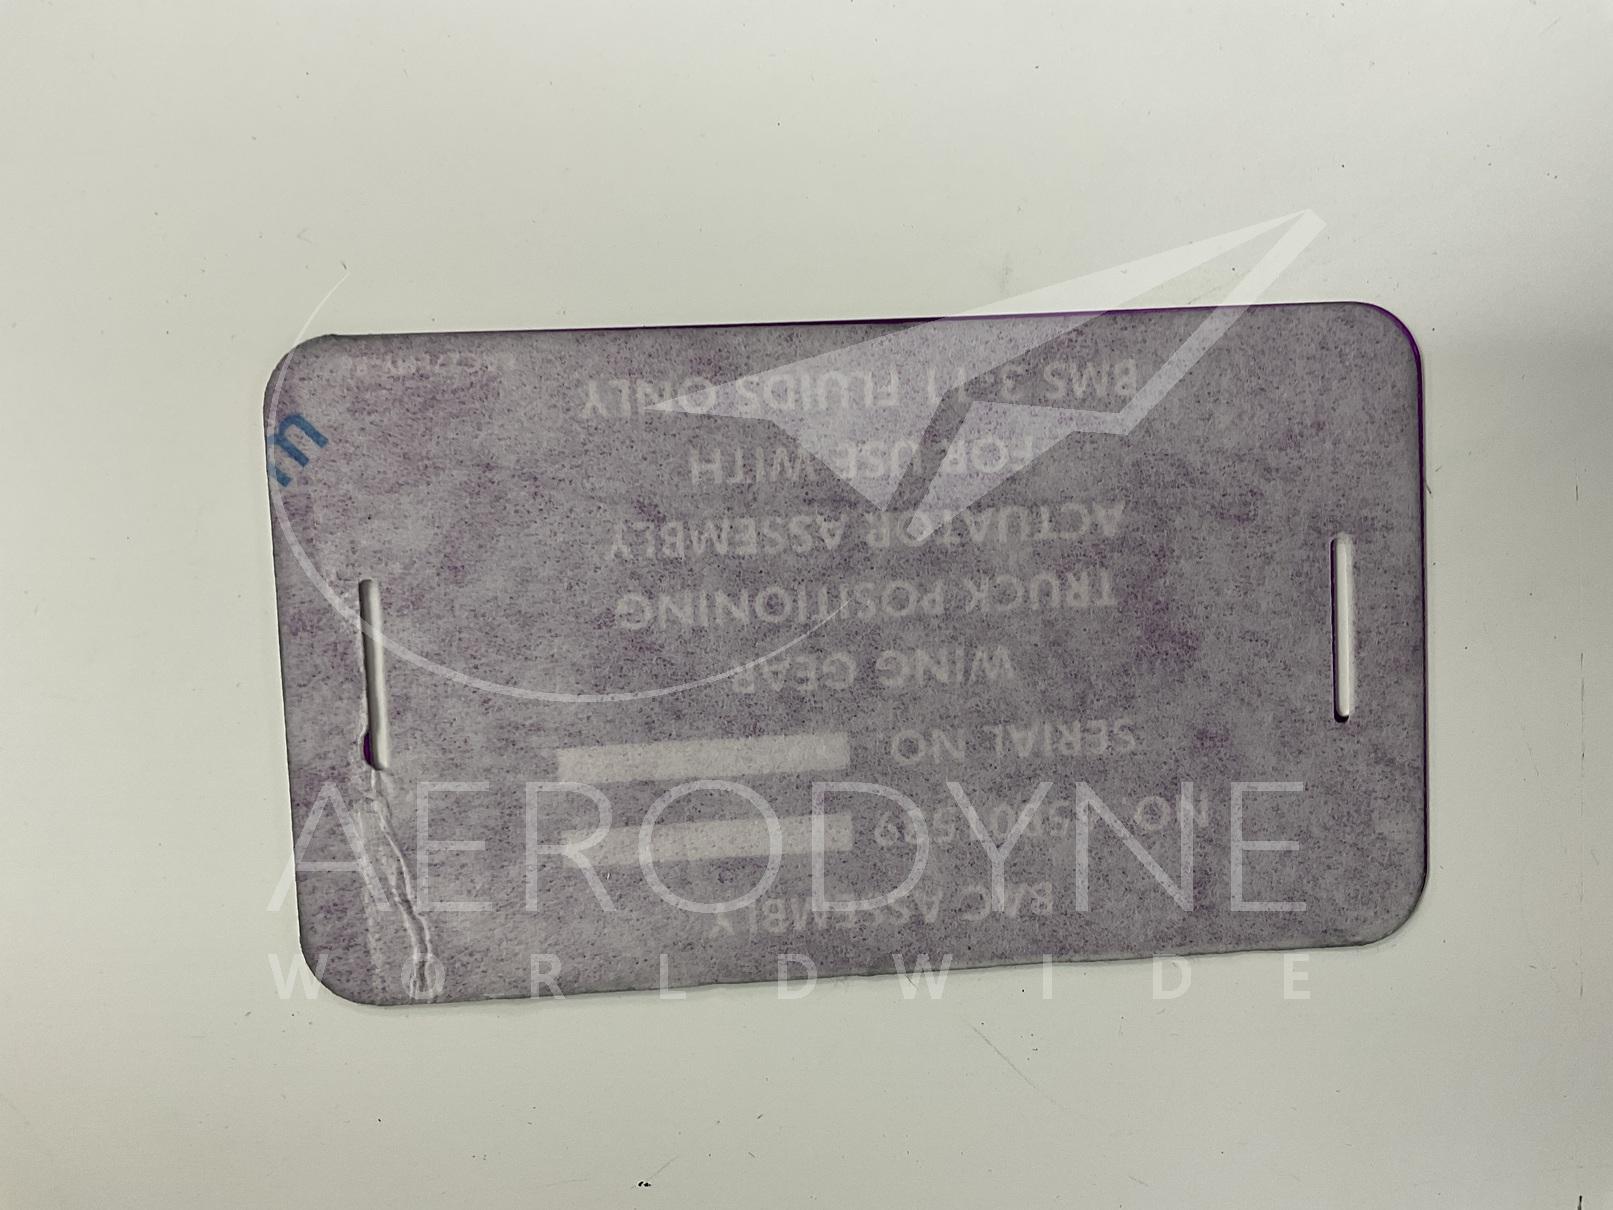 BAC ASSEMBLY
NO.
SERIAL NO
WING GEAR
TRUCK POSITIONING
ACTUATOR ASSEMBLY
FOR USE WITH
BMS 3-11 FLUIDS ONLY
m
AERODYNE
WORLDWIDE